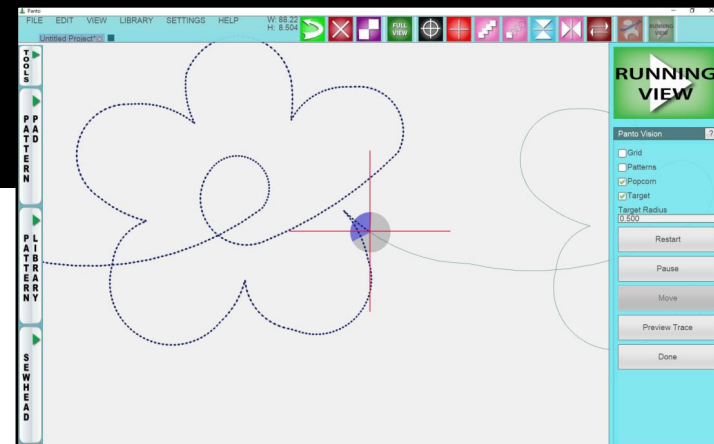 Panto
FILE EDIT VIEW LIBRARY SETTINGS HELP
W: 88.22
H: 8.504
FULL VIEW
RUNNING VIEW
Untitled Project*
TOOLS
PATTERN PAD
PATTERN LIBRARY
SEWHEAD
RUNNING
VIEW
Panto Vision
?
Grid
Patterns
Popcorn
Target
Target Radius
0.500
Restart
Pause
Move
Preview Trace
Done